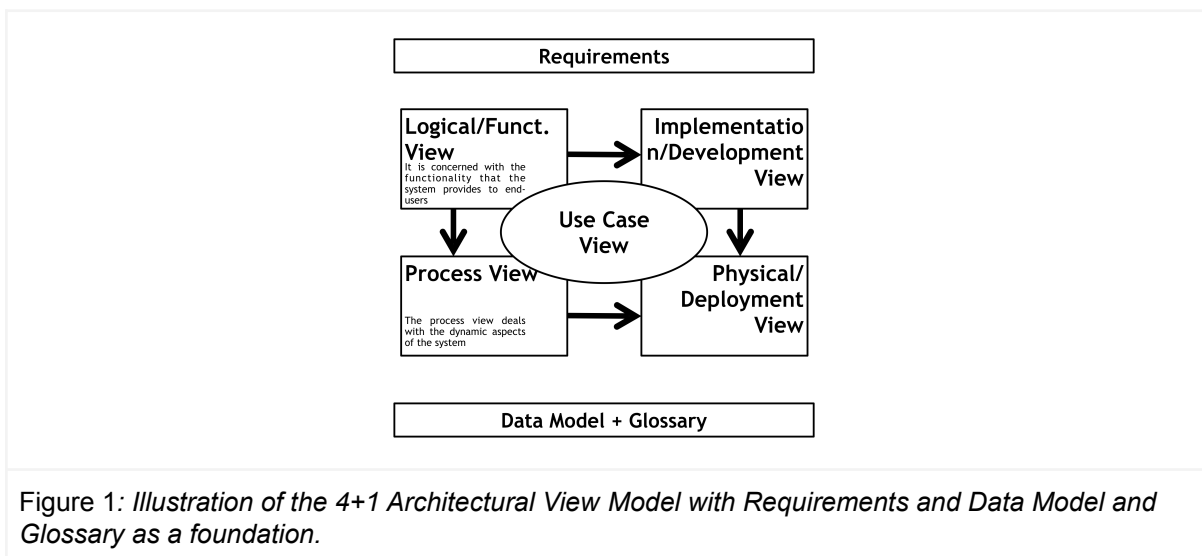 Requirements
Logical/Funct.
View
It is concerned with the
functionality that the
system provides to end-
users
Implementatio
n/Development
View
Use Case
View
Process View
The process view deals
with the dynamic aspects
of the system
Physical/
Deployment
View
Data Model + Glossary
Figure 1: Illustration of the 4+1 Architectural View Model with Requirements and Data Model and
Glossary as a foundation.